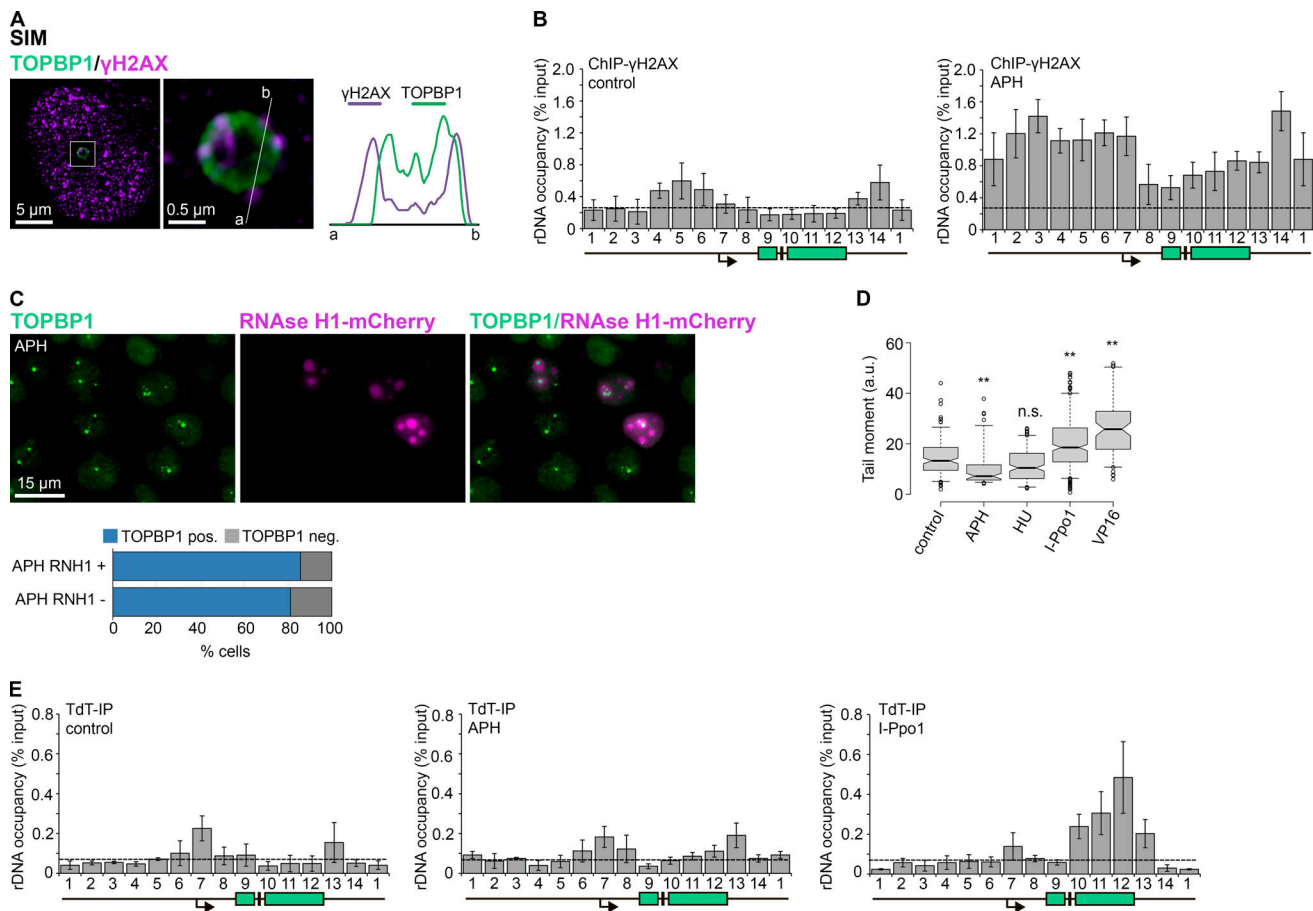 A
SIM
TOPBP1/γH2AX
5 μm
0.5 μm
b
a
γH2AX TOPBP1
a b
B
ChIP-γH2AX
control
rDNA occupancy (% input)
2.0
1.6
1.2
0.8
0.4
0
1 2 3 4 5 6 7 8 9 10 11 12 13 14 1
ChIP-γH2AX
APH
rDNA occupancy (% input)
2.0
1.6
1.2
0.8
0.4
0
1 2 3 4 5 6 7 8 9 10 11 12 13 14 1
C
TOPBP1 RNAse H1-mCherry TOPBP1/RNAse H1-mCherry
APH
15 μm
TOPBP1 pos. TOPBP1 neg.
APH RNH1 +
APH RNH1 -
0 20 40 60 80 100
% cells
D
Tail moment (a.u.)
60
40
20
0
** n.s. ** **
control APH HU I-Ppo1 VP16
E
TdT-IP
control
rDNA occupancy (% input)
0.8
0.6
0.4
0.2
0
1 2 3 4 5 6 7 8 9 10 11 12 13 14 1
TdT-IP
APH
rDNA occupancy (% input)
0.8
0.6
0.4
0.2
0
1 2 3 4 5 6 7 8 9 10 11 12 13 14 1
TdT-IP
I-Ppo1
rDNA occupancy (% input)
0.8
0.6
0.4
0.2
0
1 2 3 4 5 6 7 8 9 10 11 12 13 14 1